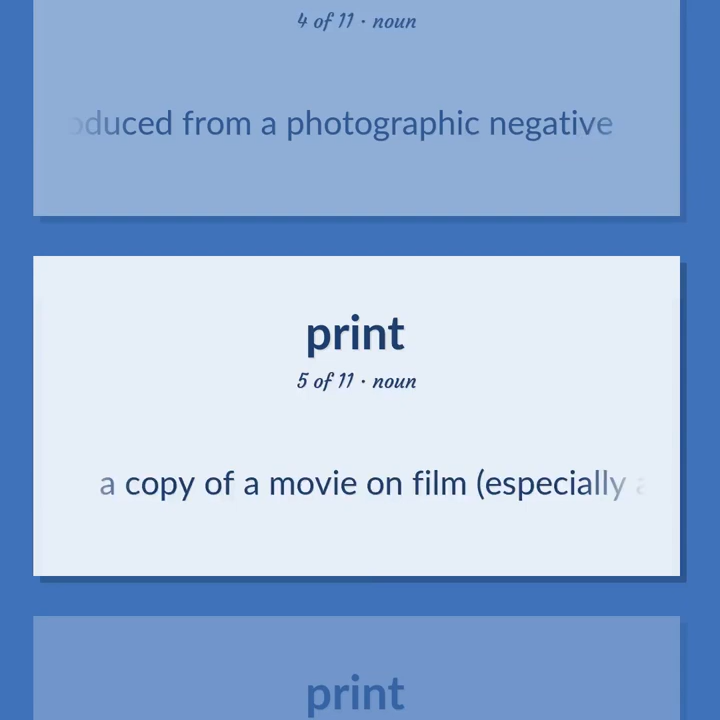 4 of 11 · noun
from a photographic negative
print
5 of 11 · noun
a copy of a movie on film (especially
print